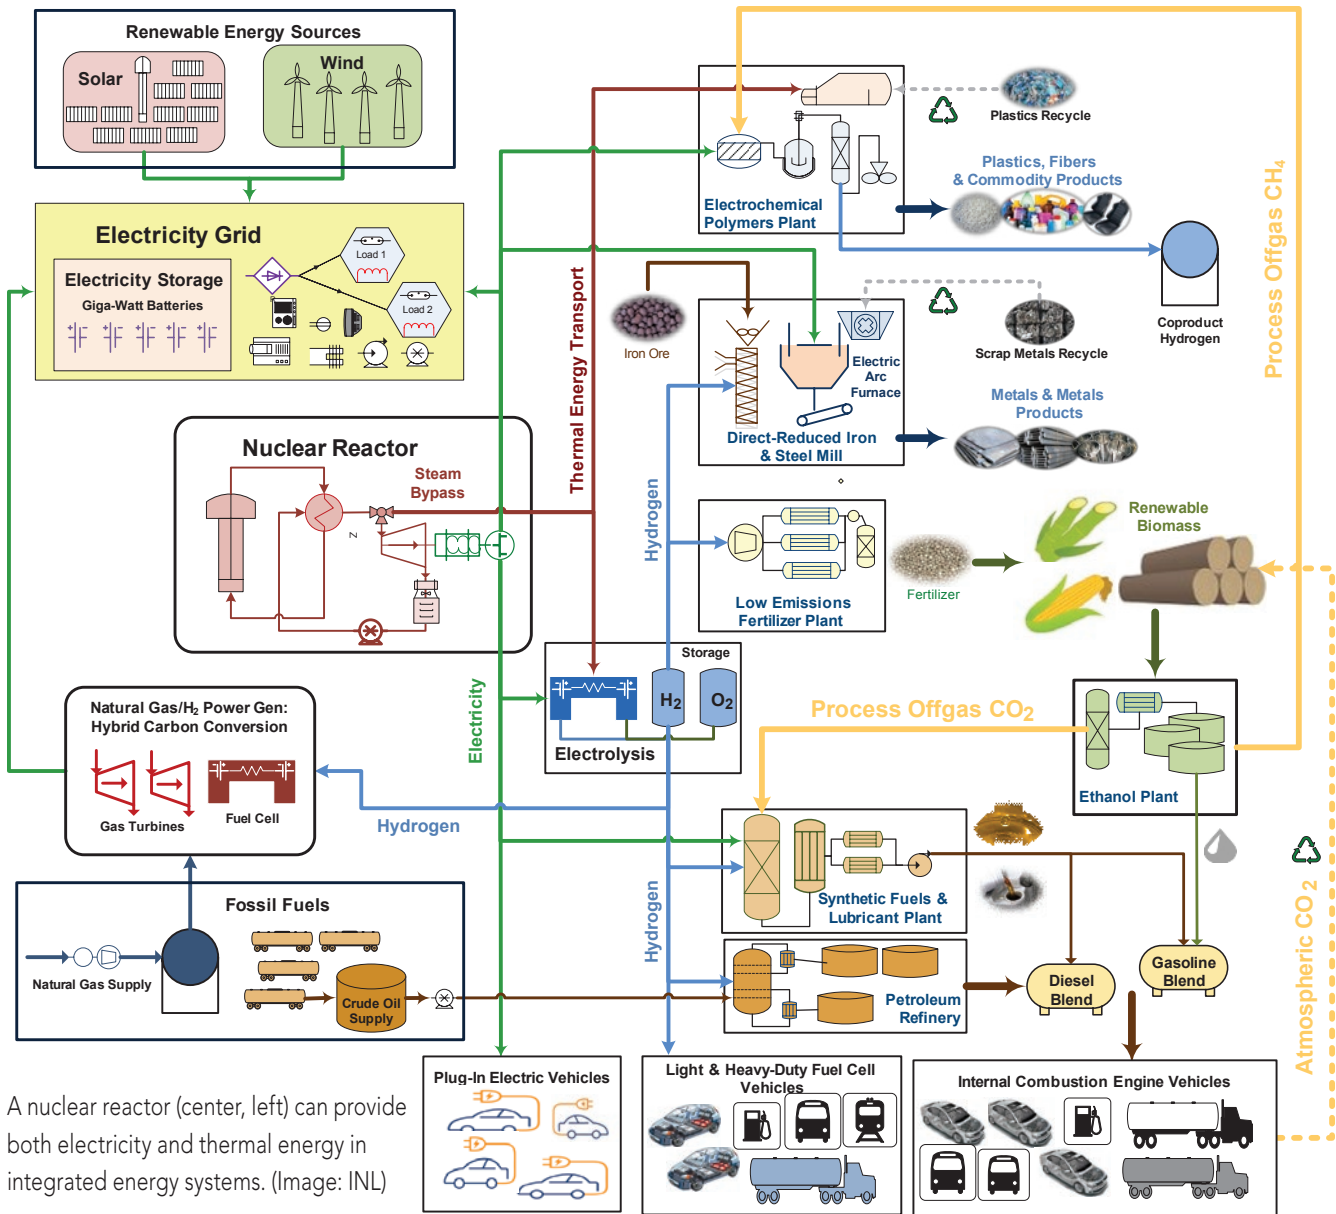 Renewable Energy Sources
Solar
Wind
Electricity Grid
Electricity Storage
Giga-Watt Batteries
Load 1
Load 2
Nuclear Reactor
Steam
Bypass
Z
Thermal Energy Transport
Electricity
Natural Gas/H2 Power Gen:
Hybrid Carbon Conversion
Gas Turbines
Fuel Cell
Hydrogen
Fossil Fuels
Natural Gas Supply
Crude Oil
Supply
Electrochemical
Polymers Plant
Plastics Recycle
Plastics, Fibers
& Commodity Products
Coproduct
Hydrogen
Process Offgas CH4
Iron Ore
Electric
Arc
Furnace
Direct-Reduced Iron
& Steel Mill
Scrap Metals Recycle
Metals & Metals
Products
Hydrogen
Low Emissions
Fertilizer Plant
Fertilizer
Renewable
Biomass
Storage
H2
O2
Electrolysis
Process Offgas CO2
Ethanol Plant
Synthetic Fuels &
Lubricant Plant
Hydrogen
Petroleum
Refinery
Diesel
Blend
Gasoline
Blend
Atmospheric CO2
Plug-In Electric Vehicles
Light & Heavy-Duty Fuel Cell
Vehicles
Internal Combustion Engine Vehicles
A nuclear reactor (center, left) can provide
both electricity and thermal energy in
integrated energy systems. (Image: INL)